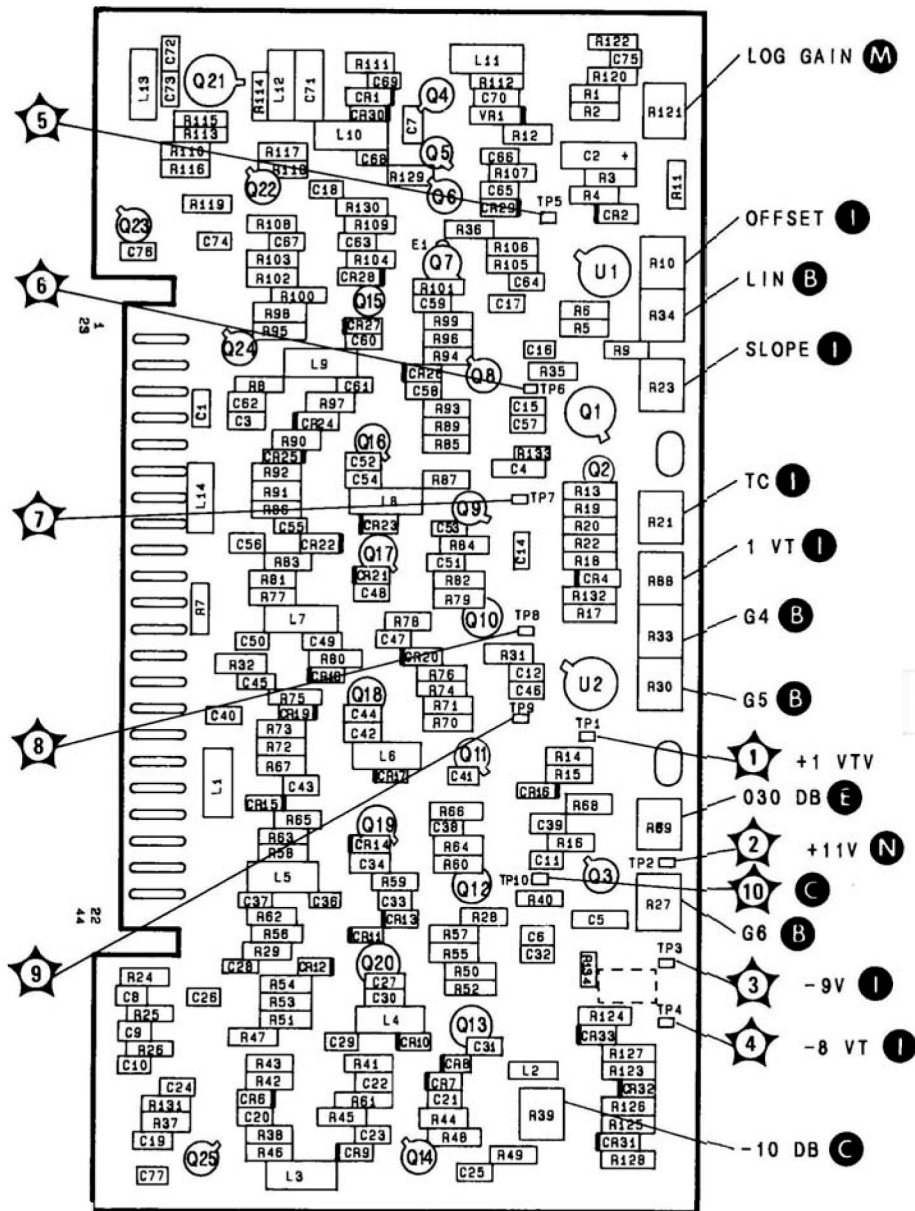 L13
C72
C73
Q21
R114
L12
C71
R111
C69
CR1
CR30
L10
C68
Q4
C7
Q5
L11
R112
C70
VR1
R12
R122
C75
R120
R1
R2
R121
LOG GAIN M
5
R115
R113
R110
R116
R117
R118
Q22
R129
Q6
C66
R107
C65
CR29
TP5
C2 +
R3
R4
CR2
R11
Q23
C76
R119
C74
C18
R108
C67
R103
R102
R100
R98
R95
R130
R109
C63
R104
CR28
Q15
CR27
C60
E1
R36
Q7
R101
C59
R99
R96
R94
R106
R105
C64
C17
U1
R6
R5
R10
OFFSET I
R34
LIN B
6
1
23
Q24
L9
R8
C62
C3
C1
C61
R97
CR24
R90
CR25
Q16
CR26
C58
Q8
R93
R89
R85
C16
R35
TP6
C15
C57
R133
C4
R9
Q1
R23
SLOPE I
7
L14
R92
R91
R86
C55
C56
CR22
R83
R81
R77
C52
C54
L8
CR23
Q17
CR21
C48
R87
Q9
C53
R84
C51
R82
R79
TP7
C14
Q2
R13
R19
R20
R22
R18
CR4
R132
R17
R21
TC I
R88
1 VT I
R33
G4 B
R30
G5 B
R7
L7
C50
C49
R32
C45
R80
CR18
R78
C47
CR20
Q10
R31
TP8
C12
C46
TP9
U2
8
R75
CR19
C40
R73
R72
R67
L1
C43
CR15
Q18
C44
C42
L6
CR17
R76
R74
R71
R70
Q11
C41
TP1
1 +1 VTV
R14
R15
CR16
R68
C39
R16
C11
R69
030 DB E
R65
R63
R58
L5
C37
C36
Q19
CR14
C34
R59
C33
CR13
R66
C38
R64
R60
Q12
TP10
R40
Q3
TP2
2 +11V N
10 C
R27
G6 B
22
44
9
R62
R56
R29
C28
CR12
R54
R53
R51
R47
CR11
Q20
C27
C30
L4
C29
CR10
R28
R57
R55
R50
R52
Q13
C31
C6
C32
C5
R134
TP3
3 -9V I
TP4
4 -8 VT I
R24
C8
R25
C9
R26
C10
C26
C24
R131
R37
C19
C77
Q25
R43
R42
CR6
C20
R38
R46
L3
R41
C22
R61
R45
C23
CR9
CR8
CR7
C21
R44
R48
Q14
C25
R49
L2
R39
R124
CR33
R127
R123
CR32
R126
R125
CR31
R128
-10 DB C